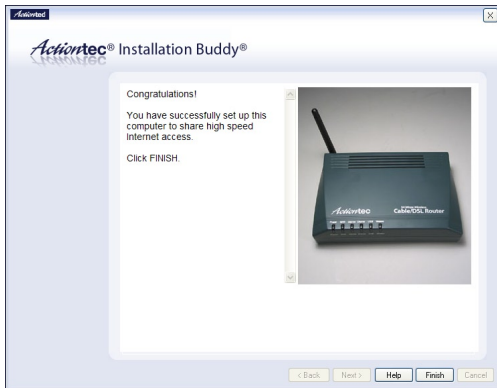 Actiontec
Actiontec® Installation Buddy®
Congratulations!
You have successfully set up this
computer to share high speed
Internet access.
Click FINISH.
Actiontec
Cable/DSL Router
< Back
Next >
Help
Finish
Cancel